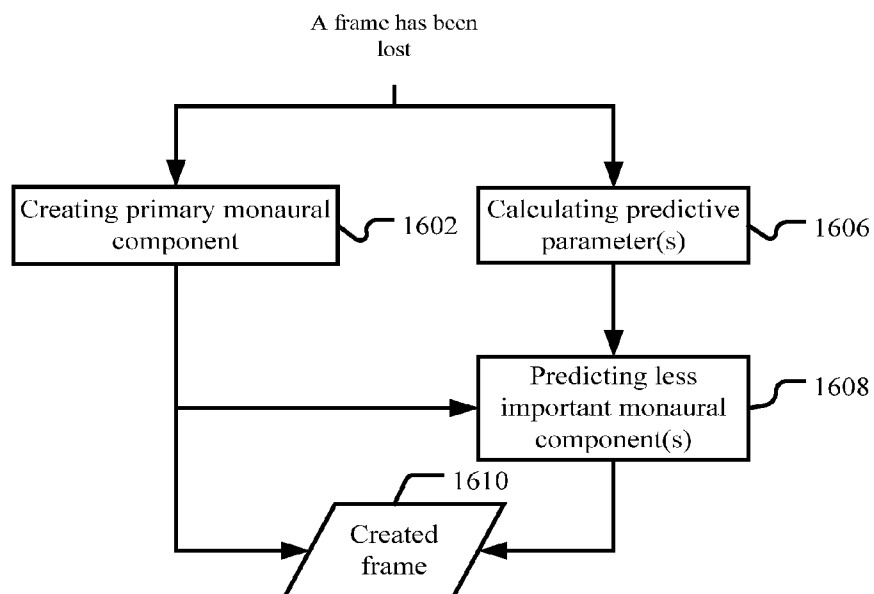 A frame has been
lost
Creating primary monaural
component
1602
Calculating predictive
parameter(s)
1606
Predicting less
important monaural
component(s)
1608
1610
Created
frame